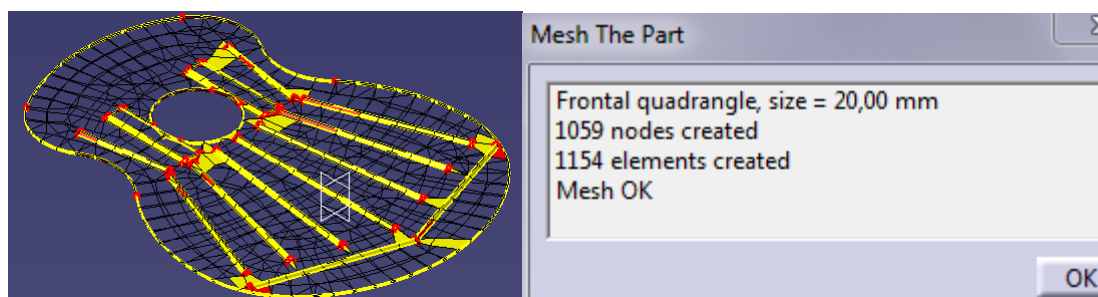 Mesh The Part
Frontal quadrangle, size = 20,00 mm
1059 nodes created
1154 elements created
Mesh OK
OK